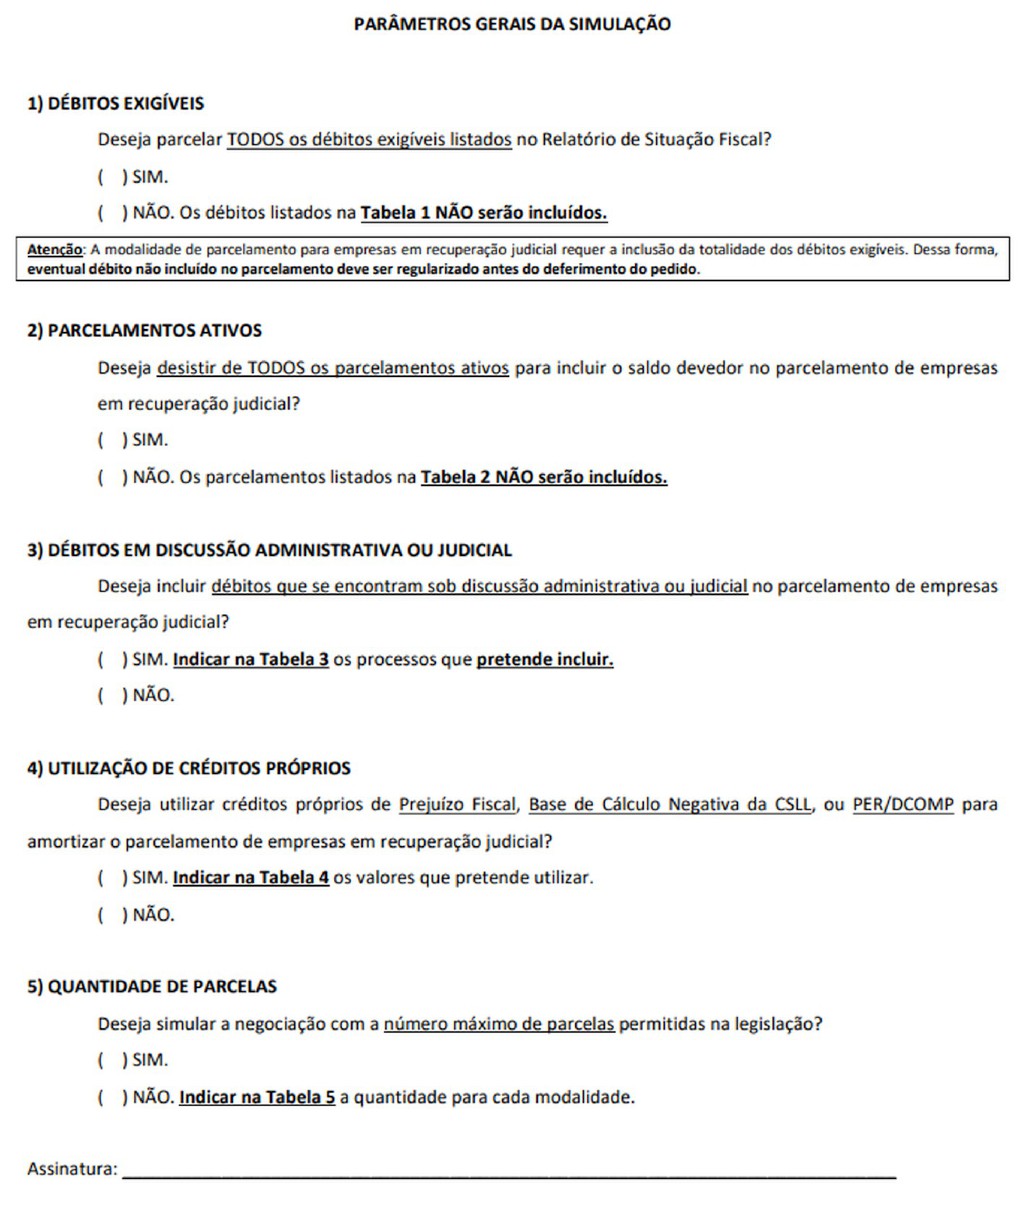 PARÂMETROS GERAIS DA SIMULAÇÃO
1) DÉBITOS EXIGÍVEIS
Deseja parcelar TODOS os débitos exigíveis listados no Relatório de Situação Fiscal?
( ) SIM.
( ) NÃO. Os débitos listados na Tabela 1 NÃO serão incluídos.
Atenção: A modalidade de parcelamento para empresas em recuperação judicial requer a inclusão da totalidade dos débitos exigíveis. Dessa forma,
eventual débito não incluído no parcelamento deve ser regularizado antes do deferimento do pedido.
2) PARCELAMENTOS ATIVOS
Deseja desistir de TODOS os parcelamentos ativos para incluir o saldo devedor no parcelamento de empresas
em recuperação judicial?
( ) SIM.
( ) NÃO. Os parcelamentos listados na Tabela 2 NÃO serão incluídos.
3) DÉBITOS EM DISCUSSÃO ADMINISTRATIVA OU JUDICIAL
Deseja incluir débitos que se encontram sob discussão administrativa ou judicial no parcelamento de empresas
em recuperação judicial?
( ) SIM. Indicar na Tabela 3 os processos que pretende incluir.
( ) NÃO.
4) UTILIZAÇÃO DE CRÉDITOS PRÓPRIOS
Deseja utilizar créditos próprios de Prejuízo Fiscal, Base de Cálculo Negativa da CSLL, ou PER/DCOMP para
amortizar o parcelamento de empresas em recuperação judicial?
( ) SIM. Indicar na Tabela 4 os valores que pretende utilizar.
( ) NÃO.
5) QUANTIDADE DE PARCELAS
Deseja simular a negociação com a número máximo de parcelas permitidas na legislação?
( ) SIM.
( ) NÃO. Indicar na Tabela 5 a quantidade para cada modalidade.
Assinatura: